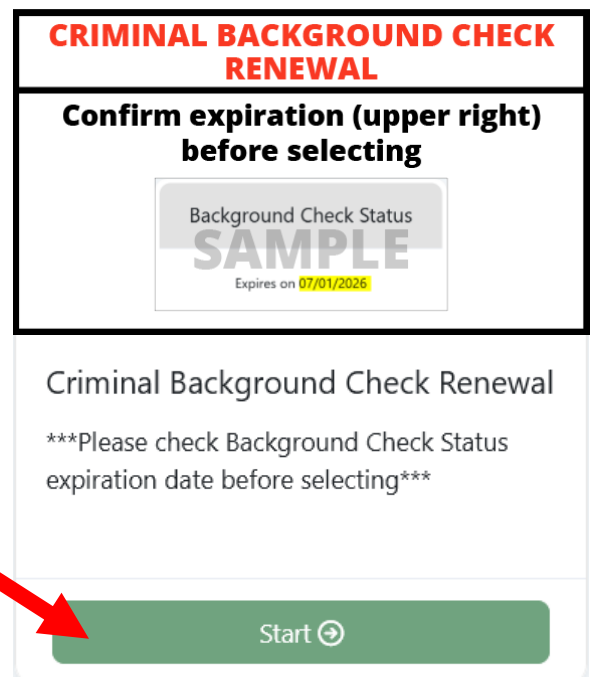 CRIMINAL BACKGROUND CHECK
RENEWAL
Confirm expiration (upper right)
before selecting
Background Check Status
SAMPLE
Expires on 07/01/2026
Criminal Background Check Renewal
***Please check Background Check Status
expiration date before selecting***
Start